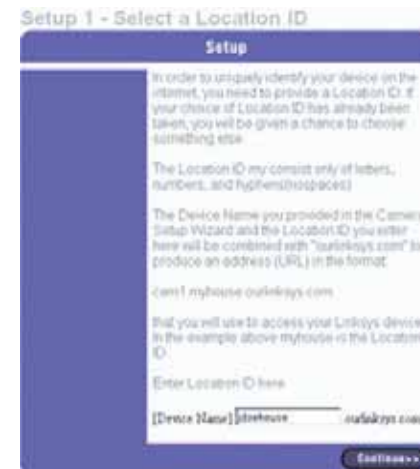 Setup 1 - Select a Location ID
Setup
In order to uniquely identify your device on the
internet, you need to provide a Location ID. If
your choice of Location ID has already been
taken, you will be given a chance to choose
something else.
The Location ID my consist only of letters,
numbers, and hyphens(nospaces)
The Device Name you provided in the Camera
Setup Wizard and the Location ID you enter
here will be combined with "ourlinksys.com" to
produce an address (URL) in the format:
cam1.myhouse.ourlinksys.com
that you will use to access your Linksys device.
In the example above myhouse is the Location
ID.
Enter Location ID here
[Device Name] .ourlinksys.com
Continue>>